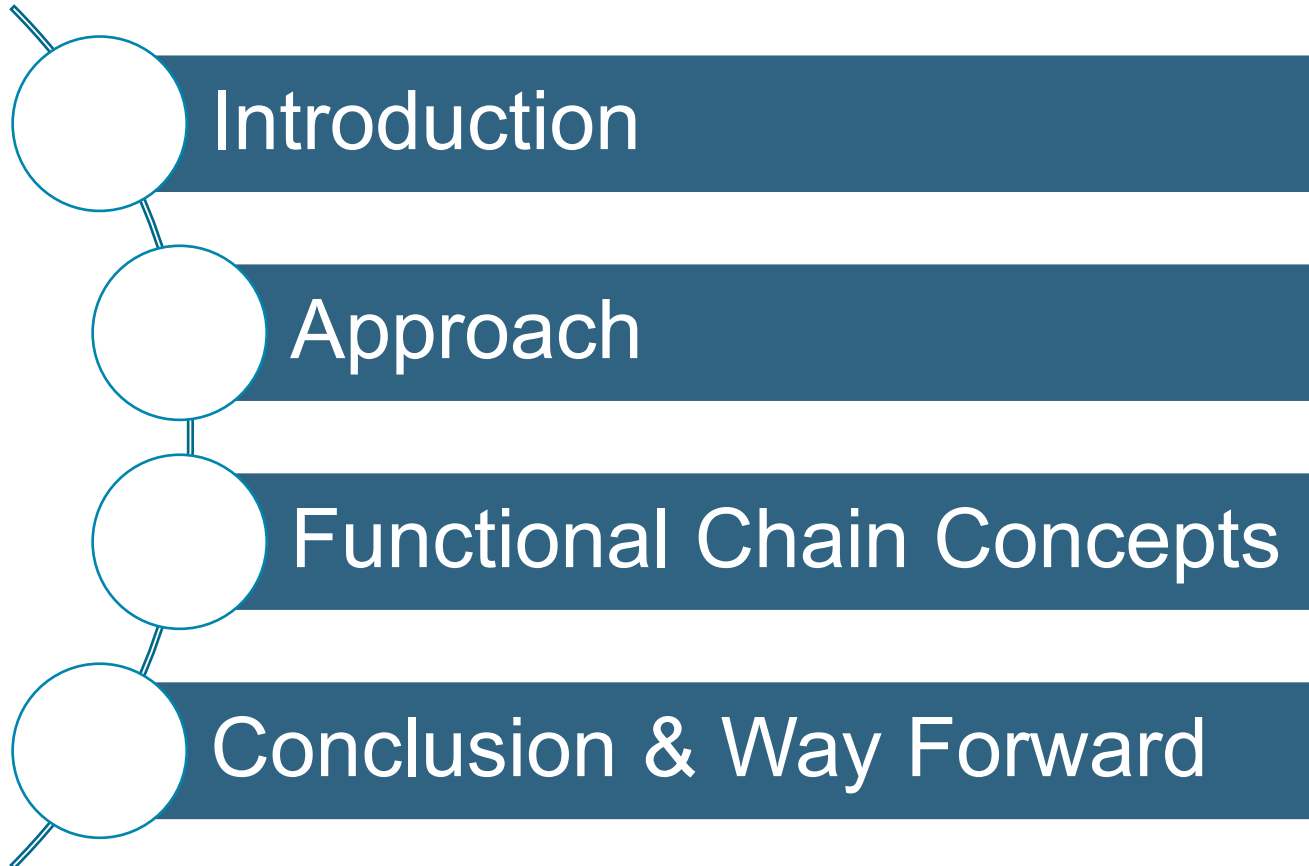 Introduction
Approach
Functional Chain Concepts
Conclusion & Way Forward